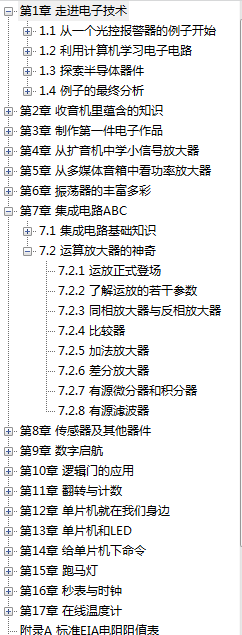 第1章 走进电子技术
1.1 从一个光控报警器的例子开始
1.2 利用计算机学习电子电路
1.3 探索半导体器件
1.4 例子的最终分析
第2章 收音机里蕴含的知识
第3章 制作第一件电子作品
第4章 从扩音机中学小信号放大器
第5章 从多媒体音箱中看功率放大器
第6章 振荡器的丰富多彩
第7章 集成电路ABC
7.1 集成电路基础知识
7.2 运算放大器的神奇
7.2.1 运放正式登场
7.2.2 了解运放的若干参数
7.2.3 同相放大器与反相放大器
7.2.4 比较器
7.2.5 加法放大器
7.2.6 差分放大器
7.2.7 有源微分器和积分器
7.2.8 有源滤波器
第8章 传感器及其他器件
第9章 数字启航
第10章 逻辑门的应用
第11章 翻转与计数
第12章 单片机就在我们身边
第13章 单片机和LED
第14章 给单片机下命令
第15章 跑马灯
第16章 秒表与时钟
第17章 在线温度计
附录A 标准EIA电阻阻值表